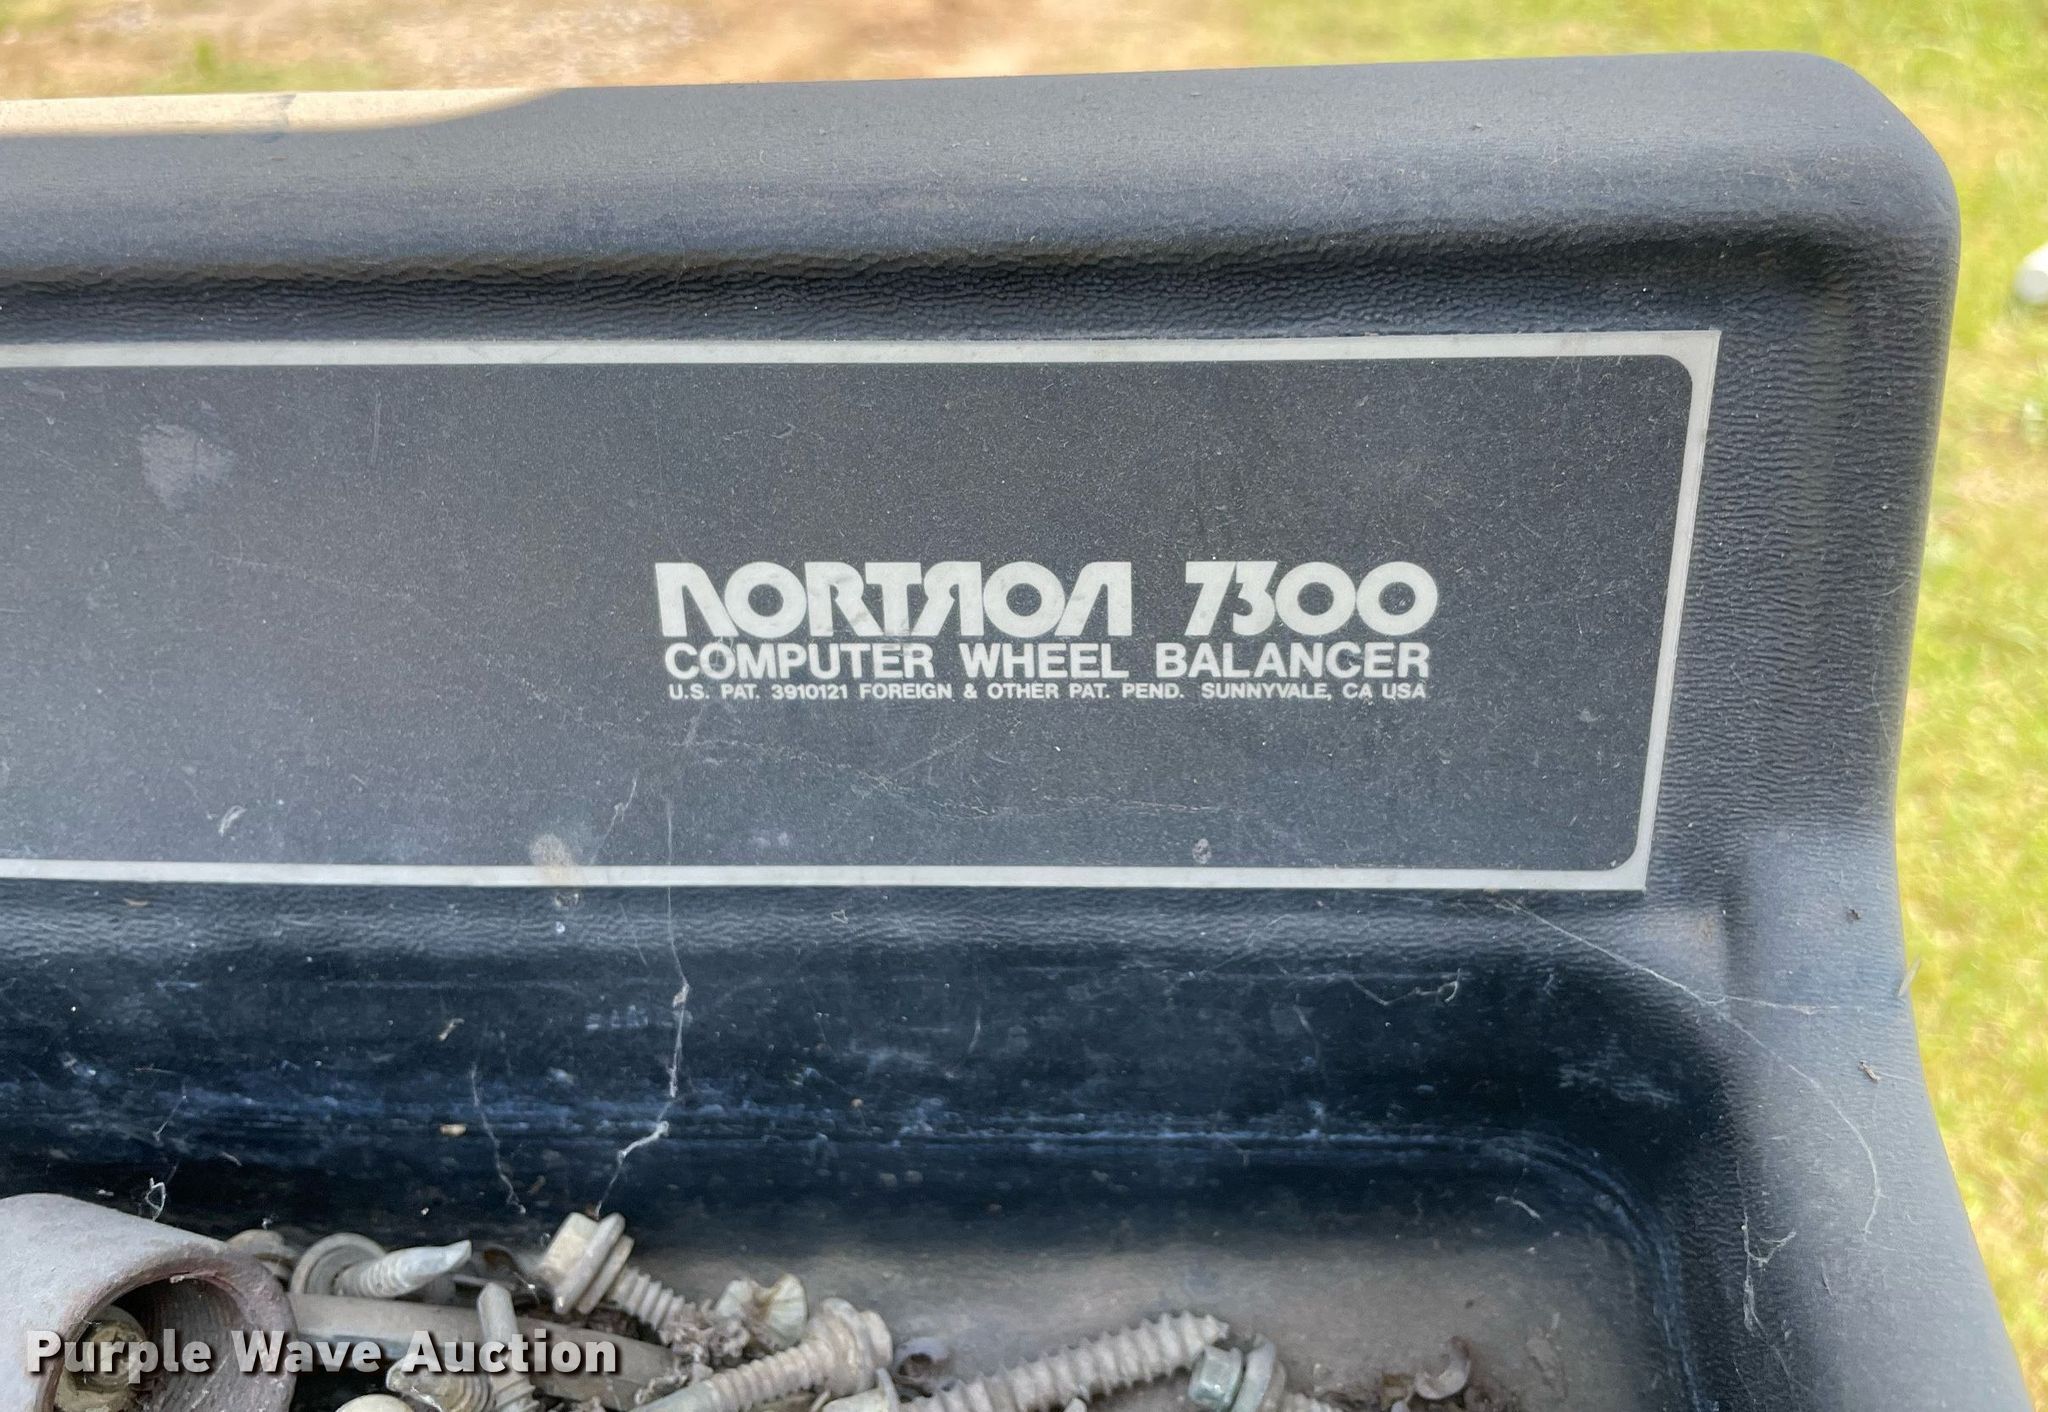 NORTRON 7300
COMPUTER WHEEL BALANCER
U.S. PAT. 3910121 FOREIGN & OTHER PAT. PEND. SUNNYVALE, CA USA
Purple Wave Auction